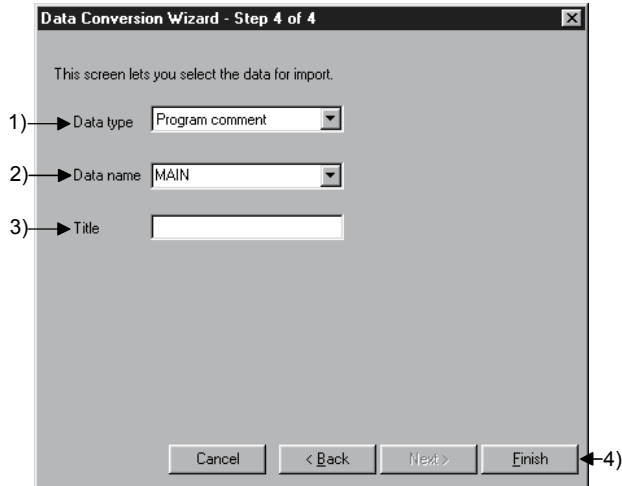 Data Conversion Wizard - Step 4 of 4
This screen lets you select the data for import.
1) Data type Program comment
2) Data name MAIN
3) Title
Cancel < Back Next > Finish 4)